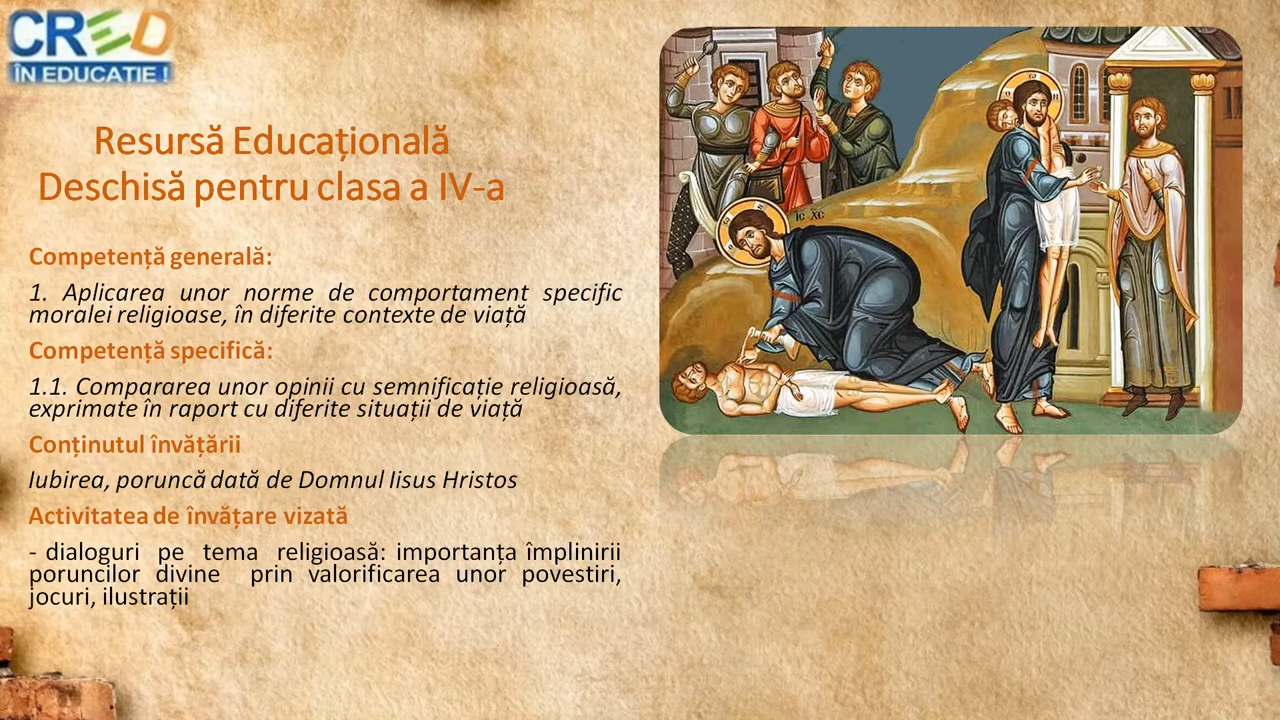 CRED
ÎN EDUCATIE !
Resursă Educațională
Deschisă pentru clasa a IV-a
Competență generală:
1. Aplicarea unor norme de comportament specific
moralei religioase, în diferite contexte de viață
Competență specifică:
1.1. Compararea unor opinii cu semnificație religioasă,
exprimate în raport cu diferite situații de viață
Conținutul învățării
Iubirea, poruncă dată de Domnul Iisus Hristos
Activitatea de învățare vizată
- dialoguri pe tema religioasă: importanța împlinirii
poruncilor divine prin valorificarea unor povestiri,
jocuri, ilustrații
IC XC